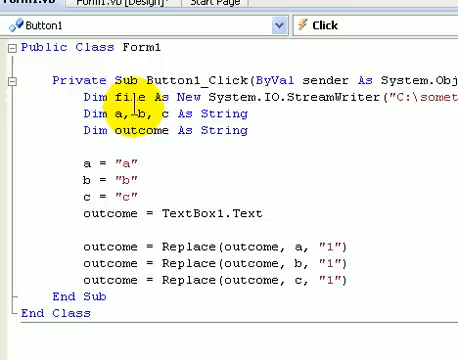 Form1.vb Form1.vb [Design] Start Page
Button1 Click
Public Class Form1
Private Sub Button1_Click(ByVal sender As System.Obj
Dim file As New System.IO.StreamWriter("C:\somet
Dim a, b, c As String
Dim outcome As String
a = "a"
b = "b"
c = "c"
outcome = TextBox1.Text
outcome = Replace(outcome, a, "1")
outcome = Replace(outcome, b, "1")
outcome = Replace(outcome, c, "1")
End Sub
End Class